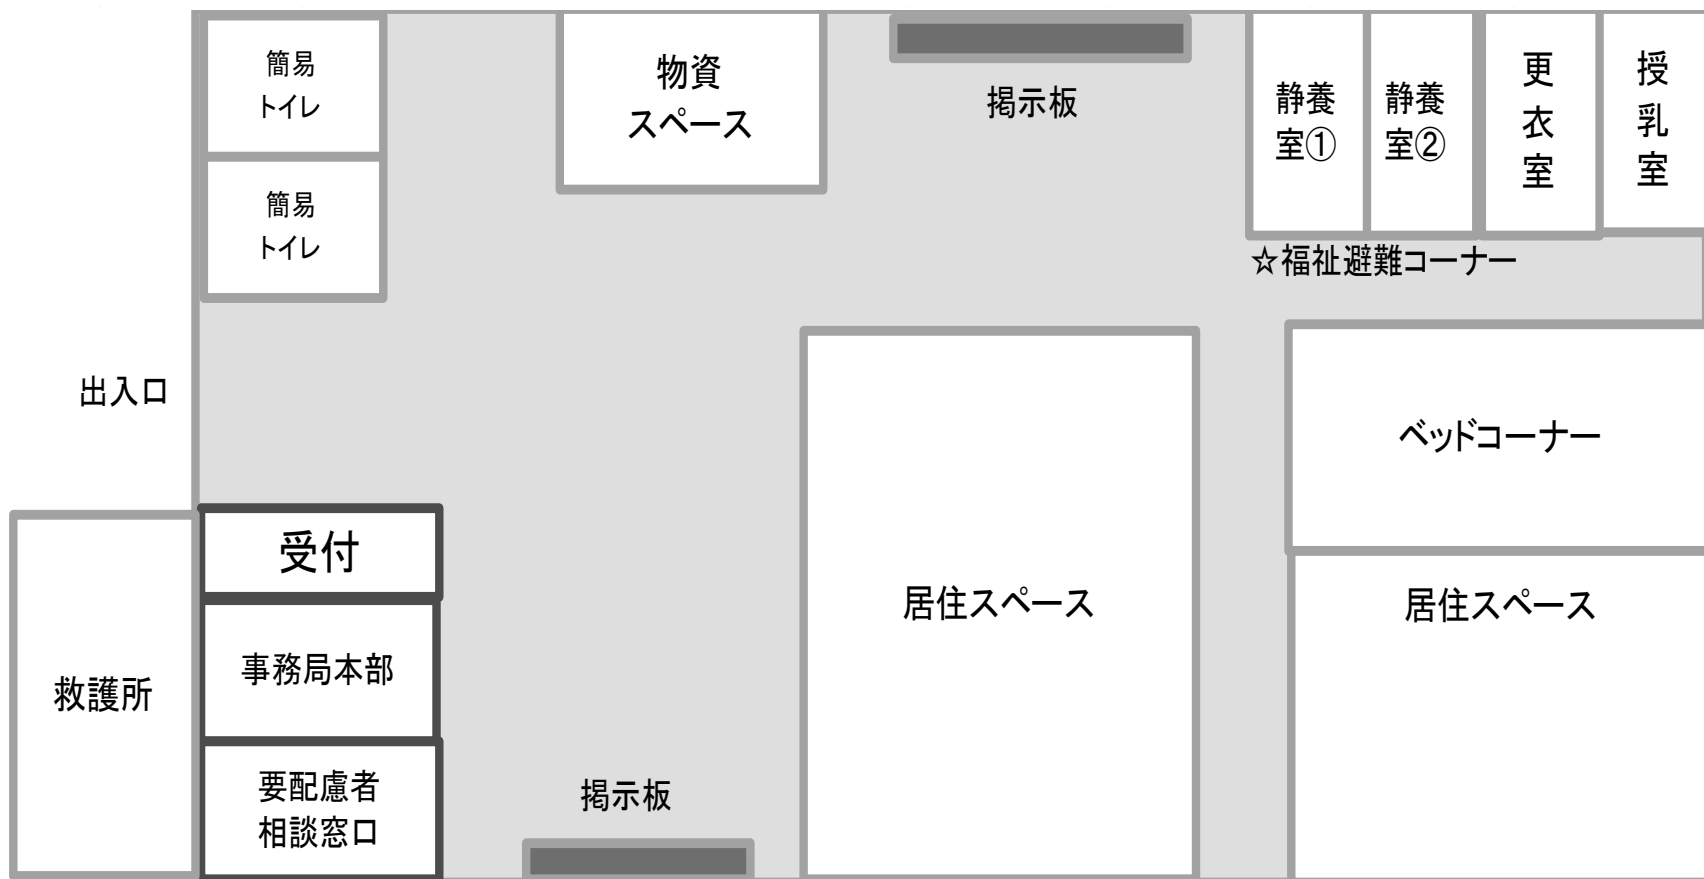 簡易
トイレ
物資
スペース
掲示板
静養
室①
静養
室②
更衣室
授乳室
簡易
トイレ
☆福祉避難コーナー
出入口
ベッドコーナー
受付
居住スペース
居住スペース
事務局本部
救護所
要配慮者
相談窓口
掲示板